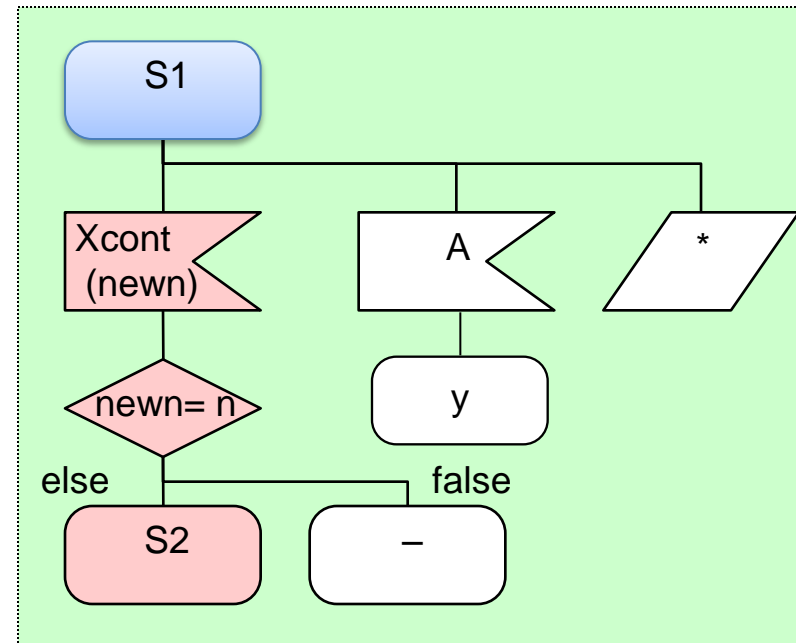 S1
Xcont
(newn)
A
*
newn= n
y
else
false
S2
–